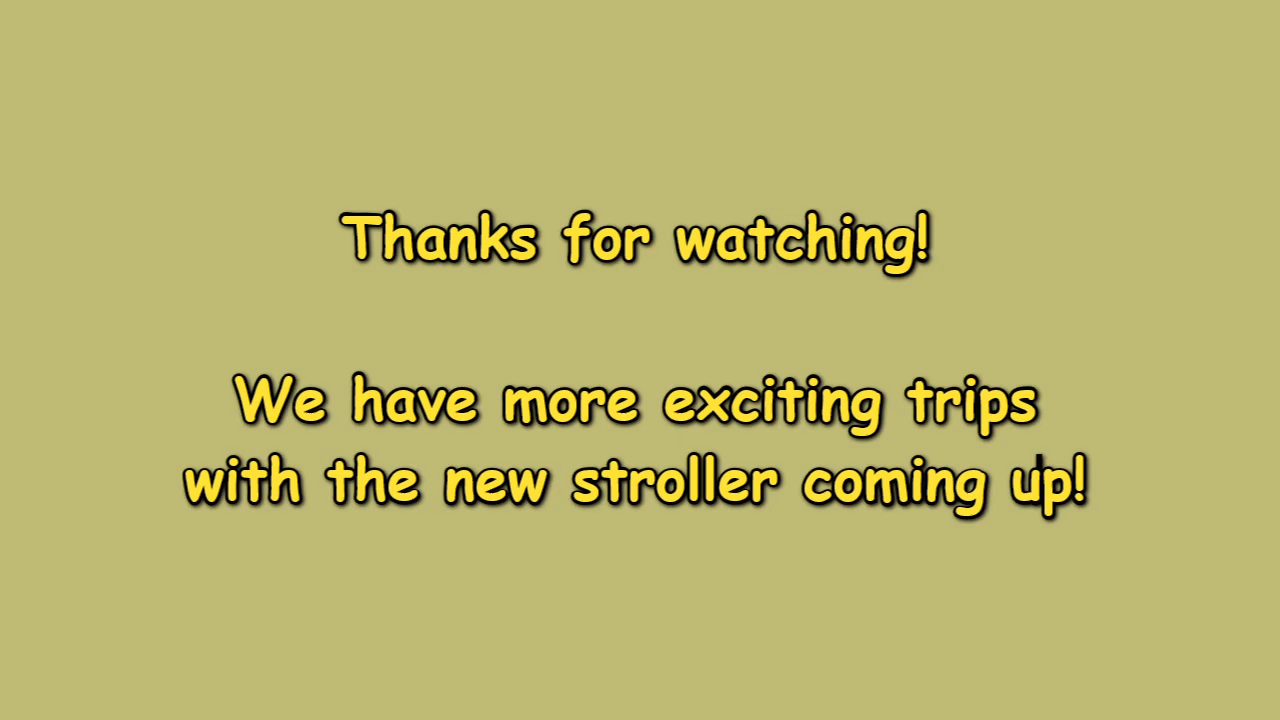 Thanks for watching!
We have more exciting trips
with the new stroller coming up!